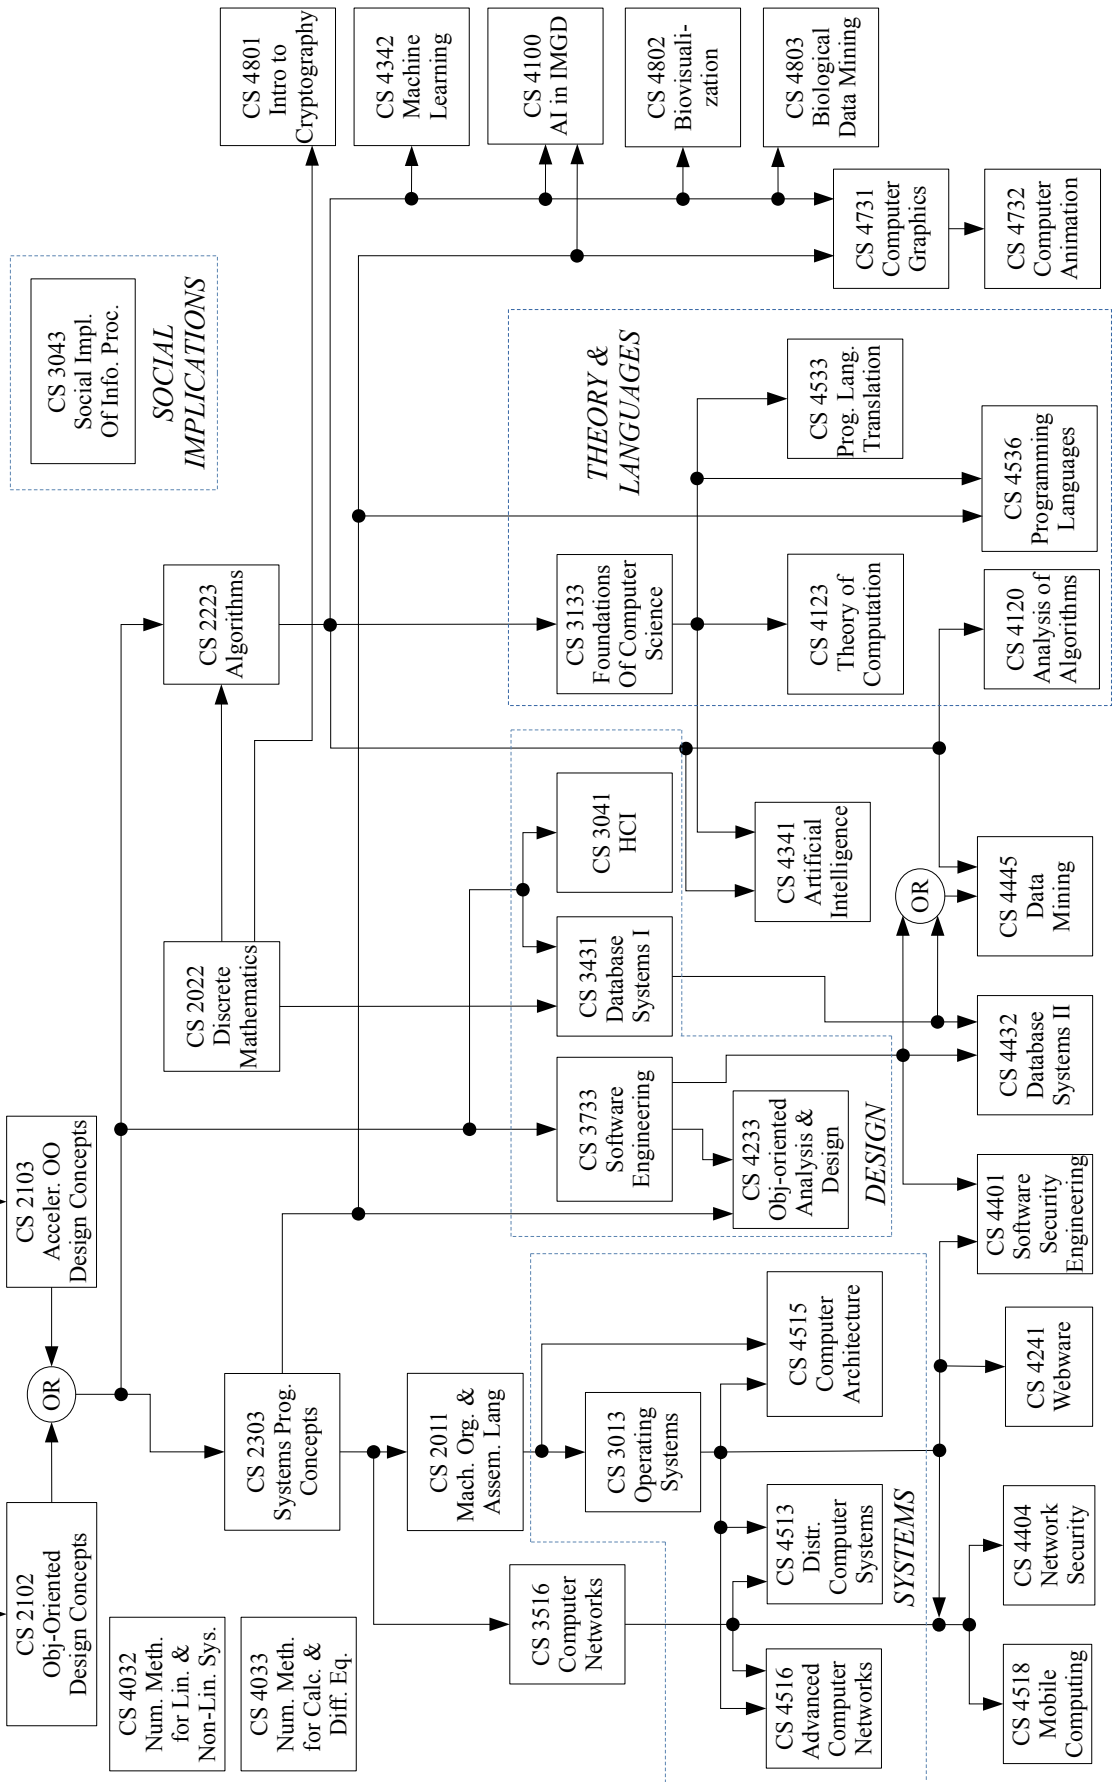 CS 2102
Obj-Oriented
Design Concepts
OR
CS 2103
Acceler. OO
Design Concepts
CS 4032
Num. Meth.
for Lin. &
Non-Lin. Sys.
CS 4033
Num. Meth.
for Calc. &
Diff. Eq.
CS 2303
Systems Prog.
Concepts
CS 2022
Discrete
Mathematics
CS 2223
Algorithms
CS 3043
Social Impl.
Of Info. Proc.
SOCIAL
IMPLICATIONS
CS 4801
Intro to
Cryptography
CS 4342
Machine
Learning
CS 4100
AI in IMGD
CS 4802
Biovisuali-
zation
CS 4803
Biological
Data Mining
CS 4731
Computer
Graphics
CS 4732
Computer
Animation
CS 2011
Mach. Org. &
Assem. Lang
CS 3516
Computer
Networks
CS 3013
Operating
Systems
CS 3733
Software
Engineering
CS 3431
Database
Systems I
CS 3041
HCI
CS 3133
Foundations
Of Computer
Science
THEORY &
LANGUAGES
CS 4516
Advanced
Computer
Networks
CS 4513
Distr.
Computer
Systems
CS 4515
Computer
Architecture
SYSTEMS
CS 4233
Obj-oriented
Analysis &
Design
DESIGN
CS 4341
Artificial
Intelligence
CS 4123
Theory of
Computation
CS 4533
Prog. Lang.
Translation
OR
CS 4518
Mobile
Computing
CS 4404
Network
Security
CS 4241
Webware
CS 4401
Software
Security
Engineering
CS 4432
Database
Systems II
CS 4445
Data
Mining
CS 4120
Analysis of
Algorithms
CS 4536
Programming
Languages